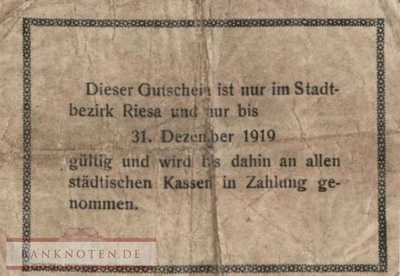 Dieser Gutschein ist nur im Stadt-
bezirk Riesa und nur bis
31. Dezember 1919
gültig und wird bis dahin an allen
städtischen Kassen in Zahlung ge-
nommen.
BANKNOTEN.DE